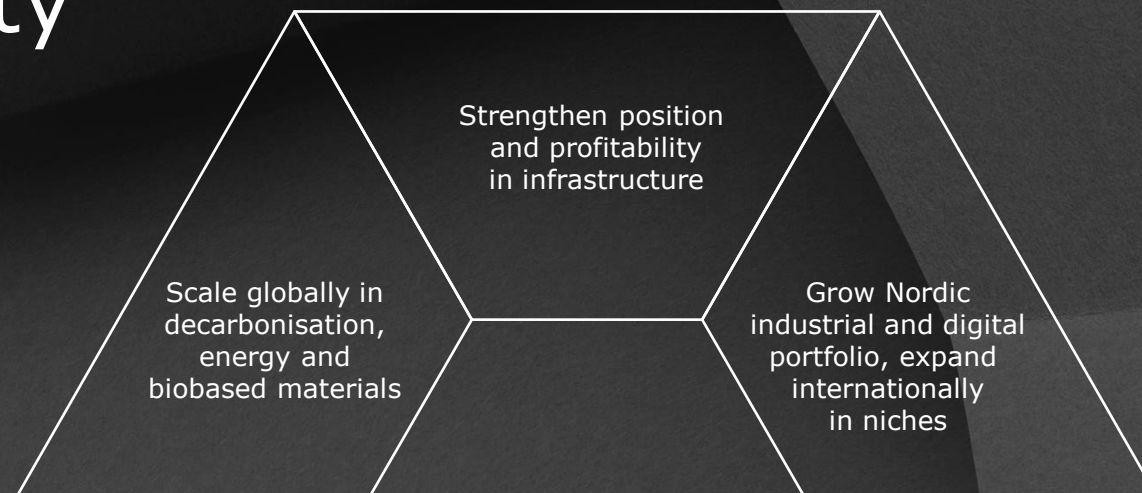 Strengthen position
and profitability
in infrastructure
Scale globally in
decarbonisation,
energy and
biobased materials
Grow Nordic
industrial and digital
portfolio, expand
internationally
in niches